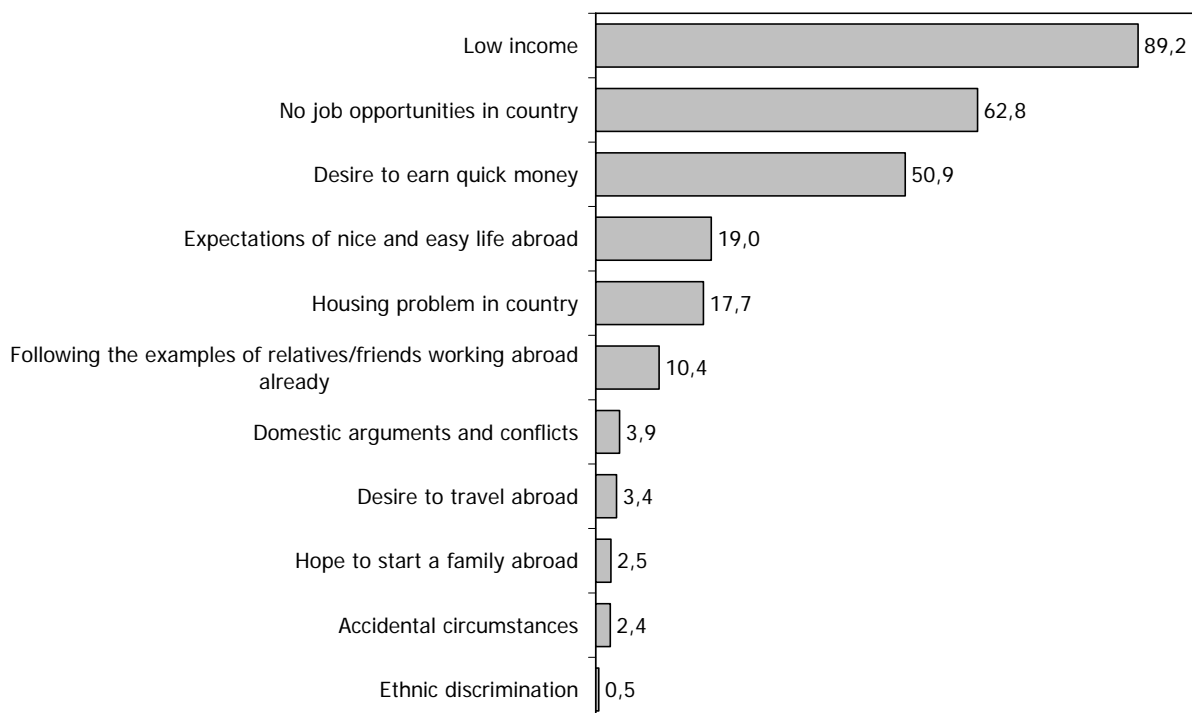 Low income 89,2
No job opportunities in country 62,8
Desire to earn quick money 50,9
Expectations of nice and easy life abroad 19,0
Housing problem in country 17,7
Following the examples of relatives/friends working abroad
already 10,4
Domestic arguments and conflicts 3,9
Desire to travel abroad 3,4
Hope to start a family abroad 2,5
Accidental circumstances 2,4
Ethnic discrimination 0,5